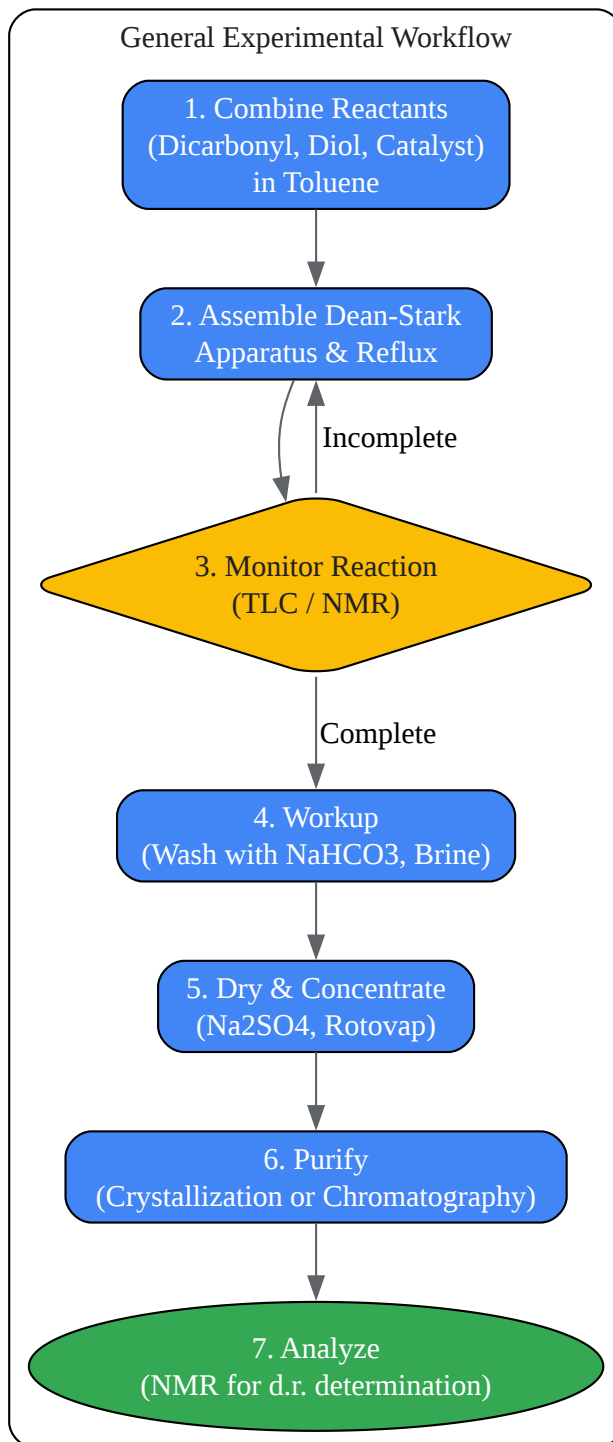 General Experimental Workflow
1. Combine Reactants
(Dicarbonyl, Diol, Catalyst)
in Toluene
2. Assemble Dean-Stark
Apparatus & Reflux
Incomplete
3. Monitor Reaction
(TLC / NMR)
Complete
4. Workup
(Wash with NaHCO3, Brine)
5. Dry & Concentrate
(Na2SO4, Rotovap)
6. Purify
(Crystallization or Chromatography)
7. Analyze
(NMR for d.r. determination)